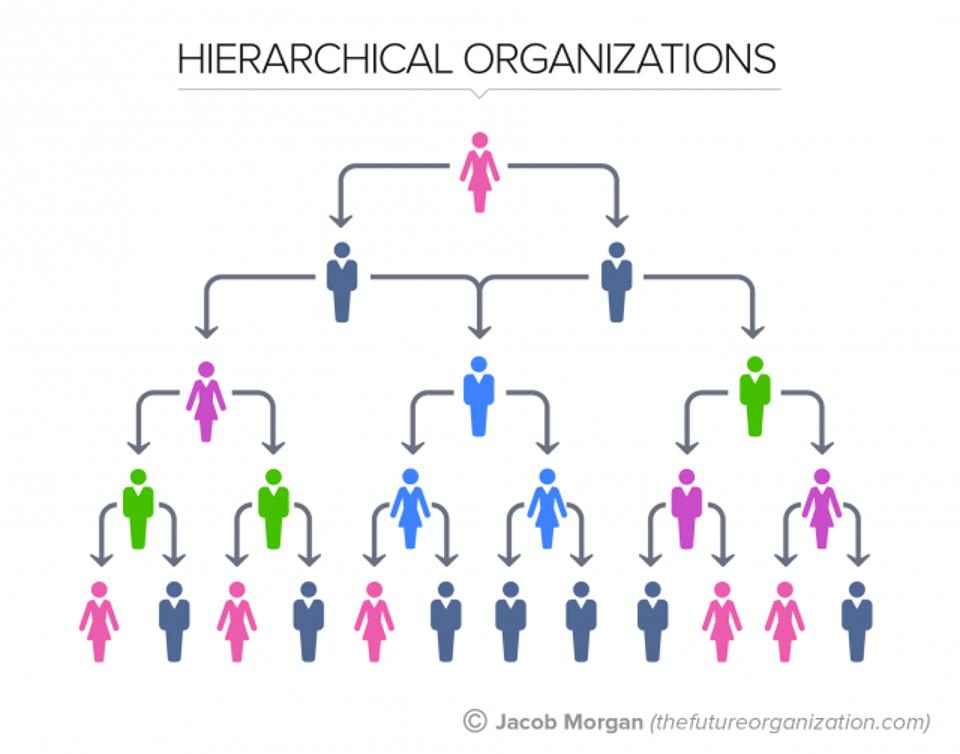 HIERARCHICAL ORGANIZATIONS
© Jacob Morgan (thefutureorganization.com)